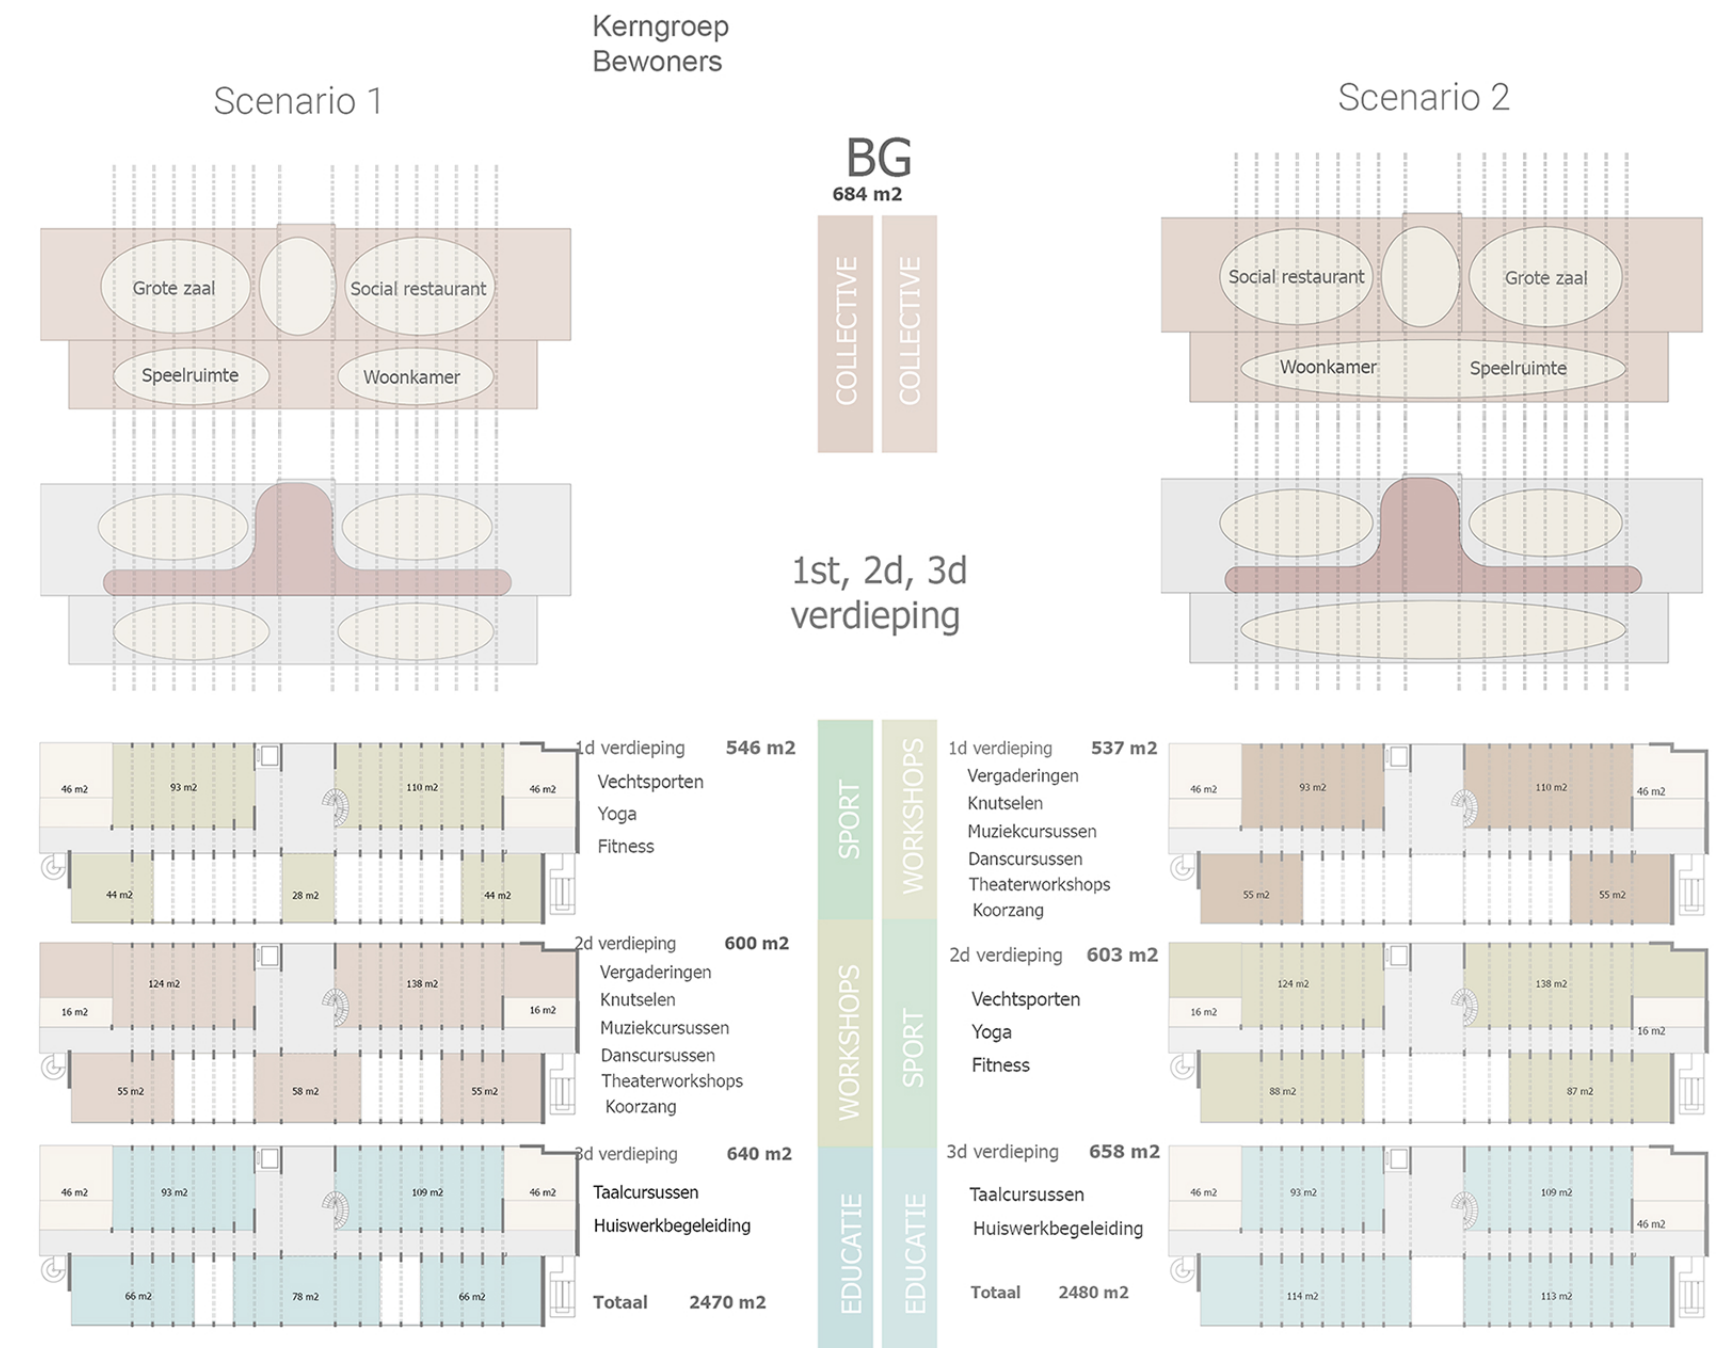 Kerngroep
Bewoners
Scenario 1
Scenario 2
BG
684 m2
COLLECTIVE
COLLECTIVE
Grote zaal
Social restaurant
Speelruimte
Woonkamer
Social restaurant
Grote zaal
Woonkamer
Speelruimte
1st, 2d, 3d
verdieping
1d verdieping 546 m2
Vechtsporten
Yoga
Fitness
46 m2
93 m2
110 m2
46 m2
44 m2
28 m2
44 m2
2d verdieping 600 m2
Vergaderingen
Knutselen
Muziekcursussen
Danscursussen
Theaterworkshops
Koorzang
124 m2
138 m2
16 m2
16 m2
55 m2
58 m2
55 m2
3d verdieping 640 m2
Taalcursussen
Huiswerkbegeleiding
46 m2
93 m2
109 m2
46 m2
66 m2
78 m2
66 m2
Totaal 2470 m2
SPORT
WORKSHOPS
WORKSHOPS
SPORT
EDUCATIE
EDUCATIE
1d verdieping 537 m2
Vergaderingen
Knutselen
Muziekcursussen
Danscursussen
Theaterworkshops
Koorzang
46 m2
93 m2
110 m2
46 m2
55 m2
55 m2
2d verdieping 603 m2
Vechtsporten
Yoga
Fitness
124 m2
138 m2
16 m2
16 m2
88 m2
87 m2
3d verdieping 658 m2
Taalcursussen
Huiswerkbegeleiding
46 m2
93 m2
109 m2
46 m2
114 m2
113 m2
Totaal 2480 m2